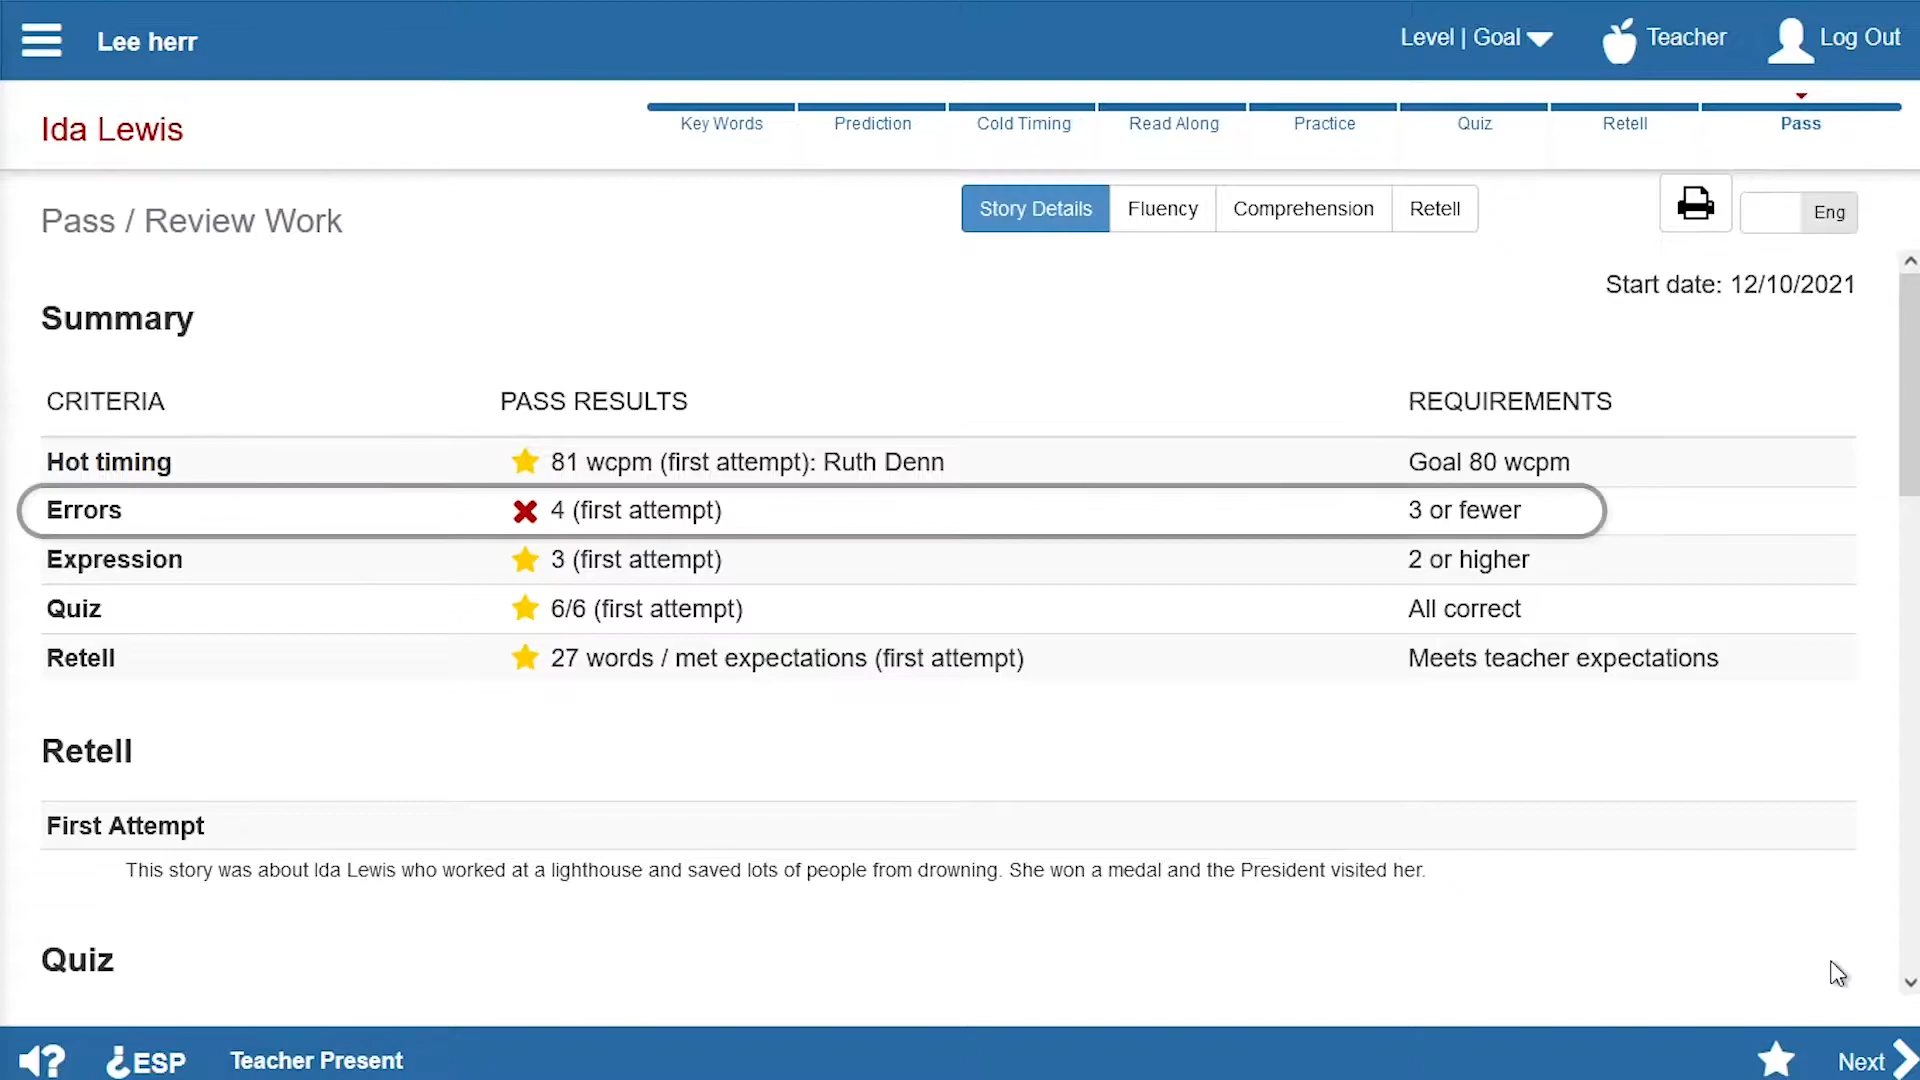 Lee herr
Level | Goal
Teacher
Log Out
Ida Lewis
Key Words
Prediction
Cold Timing
Read Along
Practice
Quiz
Retell
Pass
Pass / Review Work
Story Details
Fluency
Comprehension
Retell
Eng
Start date: 12/10/2021
Summary
CRITERIA PASS RESULTS REQUIREMENTS
Hot timing 81 wcpm (first attempt): Ruth Denn Goal 80 wcpm
Errors 4 (first attempt) 3 or fewer
Expression 3 (first attempt) 2 or higher
Quiz 6/6 (first attempt) All correct
Retell 27 words / met expectations (first attempt) Meets teacher expectations
Retell
First Attempt
This story was about Ida Lewis who worked at a lighthouse and saved lots of people from drowning. She won a medal and the President visited her.
Quiz
? ¿ESP Teacher Present Next